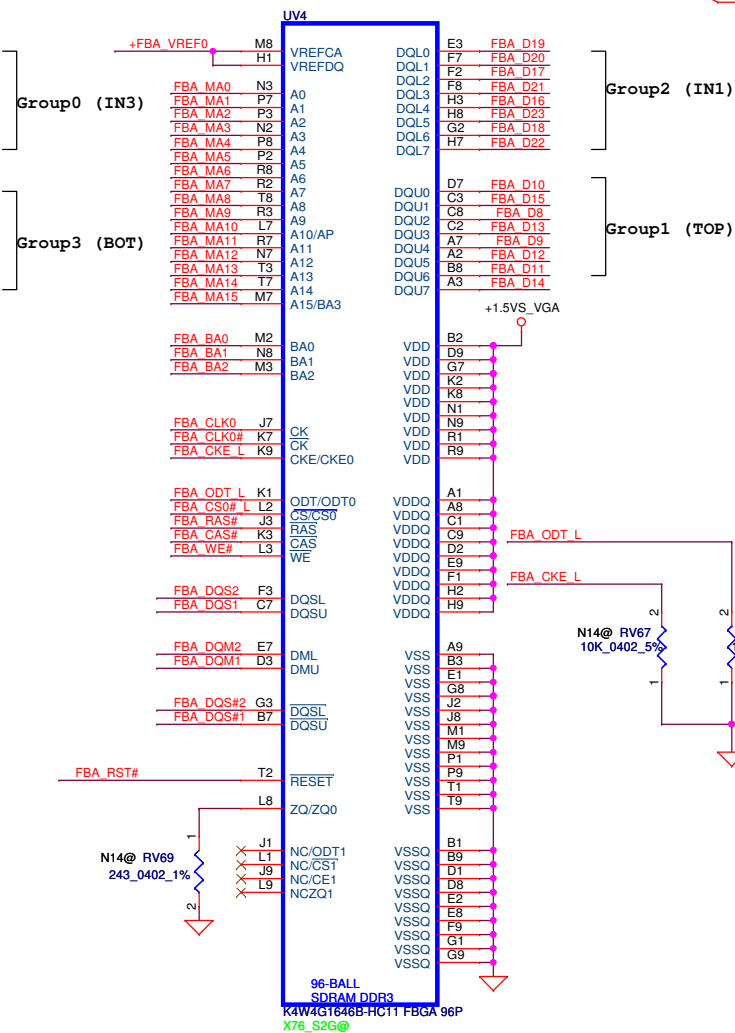 UV4
+FBA_VREF0 M8 VREFCA DQL0 E3 FBA_D19
H1 VREFDQ DQL1 F7 FBA_D20
DQL2 F2 FBA_D17
FBA_MA0 N3 A0 DQL3 F8 FBA_D21
Group0 (IN3) Group2 (IN1)
FBA_MA1 P7 A1 DQL4 H3 FBA_D16
FBA_MA2 P3 A2 DQL5 H8 FBA_D23
FBA_MA3 N2 A3 DQL6 G2 FBA_D18
FBA_MA4 P8 A4 DQL7 H7 FBA_D22
FBA_MA5 P2 A5
FBA_MA6 R8 A6
FBA_MA7 R2 A7 DQU0 D7 FBA_D10
FBA_MA8 T8 A8 DQU1 C3 FBA_D15
FBA_MA9 R3 A9 DQU2 C8 FBA_D8
FBA_MA10 L7 A10/AP DQU3 C2 FBA_D13
Group3 (BOT) Group1 (TOP)
FBA_MA11 R7 A11 DQU4 A7 FBA_D9
FBA_MA12 N7 A12 DQU5 A2 FBA_D12
FBA_MA13 T3 A13 DQU6 B8 FBA_D11
FBA_MA14 T7 A14 DQU7 A3 FBA_D14
FBA_MA15 M7 A15/BA3
+1.5VS_VGA
FBA_BA0 M2 BA0 VDD B2
FBA_BA1 N8 BA1 VDD D9
FBA_BA2 M3 BA2 VDD G7
VDD K2
VDD K8
VDD N1
FBA_CLK0 J7 CK VDD N9
FBA_CLK0# K7 CK VDD R1
FBA_CKE_L K9 CKE/CKE0 VDD R9
FBA_ODT_L K1 ODT/ODT0 VDDQ A1
FBA_CS0#_L L2 CS/CS0 VDDQ A8
FBA_RAS# J3 RAS VDDQ C1
FBA_CAS# K3 CAS VDDQ C9 FBA_ODT_L
FBA_WE# L3 WE VDDQ D2
VDDQ E9
VDDQ F1 FBA_CKE_L
FBA_DQS2 F3 DQSL VDDQ H2
FBA_DQS1 C7 DQSU VDDQ H9
2 2
N14@ RV67
10K_0402_5%
1 1
FBA_DQM2 E7 DML VSS A9
FBA_DQM1 D3 DMU VSS B3
VSS E1
VSS G8
FBA_DQS#2 G3 DQSL VSS J2
FBA_DQS#1 B7 DQSU VSS J8
VSS M1
VSS M9
VSS P1
FBA_RST# T2 RESET VSS P9
VSS T1
L8 ZQ/ZQ0 VSS T9
1
J1 NC/ODT1 VSSQ B1
N14@ RV69 L1 NC/CS1 VSSQ B9
243_0402_1% J9 NC/CE1 VSSQ D1
L9 NCZQ1 VSSQ D8
2
VSSQ E2
VSSQ E8
VSSQ F9
VSSQ G1
VSSQ G9
96-BALL
SDRAM DDR3
K4W4G1646B-HC11 FBGA 96P
X76_S2G@